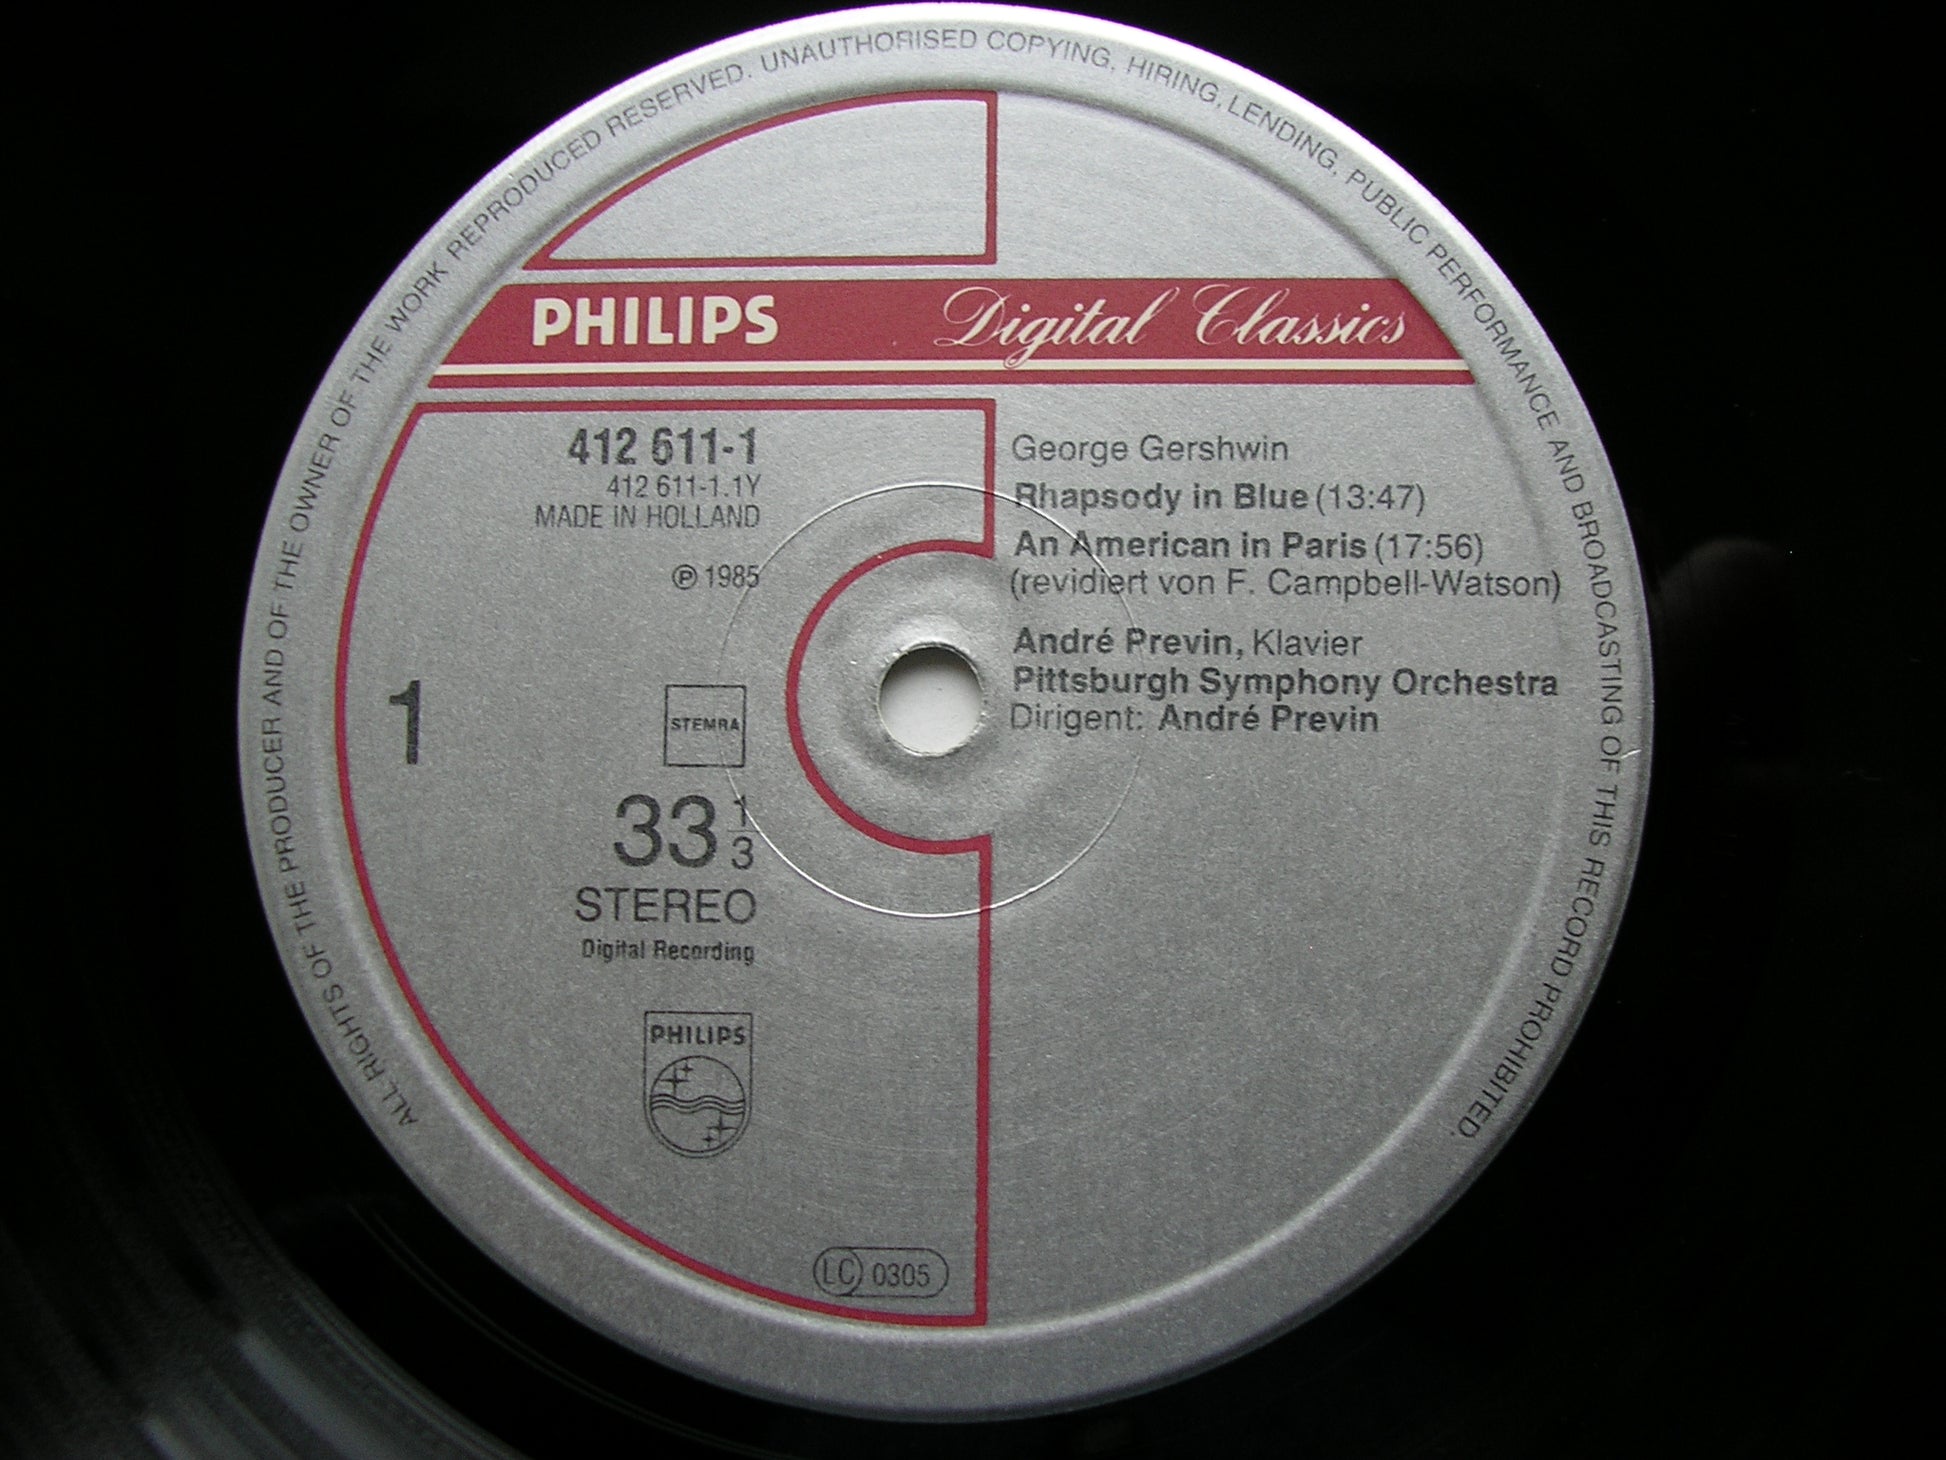 ALL RIGHTS OF THE PRODUCER AND OF THE OWNER OF THE WORK REPRODUCED RESERVED. UNAUTHORISED COPYING, HIRING, LENDING, PUBLIC PERFORMANCE AND BROADCASTING OF THIS RECORD PROHIBITED.
PHILIPS Digital Classics
412 611-1
412 611-1.1Y
MADE IN HOLLAND
℗ 1985
1
STEMRA
33 1/3
STEREO
Digital Recording
PHILIPS
LC 0305
George Gershwin
Rhapsody in Blue (13:47)
An American in Paris (17:56)
(revidiert von F. Campbell-Watson)
André Previn, Klavier
Pittsburgh Symphony Orchestra
Dirigent: André Previn